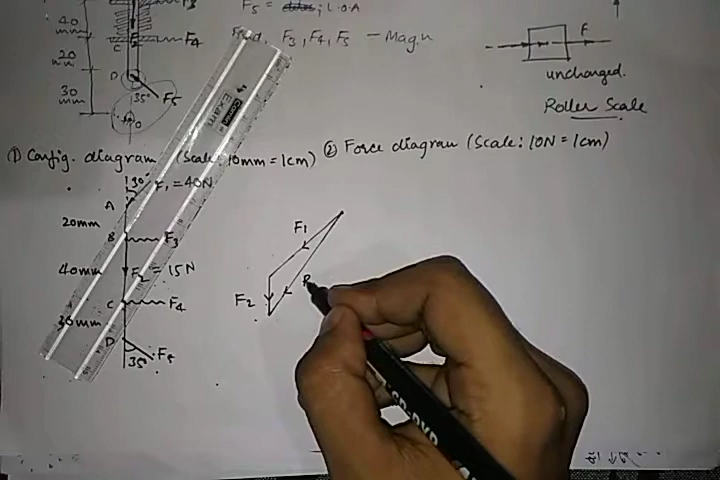 F5 = ; L.O.A
Find, F3, F4, F5 – Magn
F
uncharged.
Roller Scale
40 mm
C
F4
20 mm
D
35°
F5
30 mm
O
① Config. diagram (Scale: 10mm = 1cm)
② Force diagram (Scale: 10N = 1cm)
30°
F1 = 40N
A
20mm
B
F3
40mm
F2 = 15N
C
F4
30mm
D
F5
35°
F1
F2
R
Exam